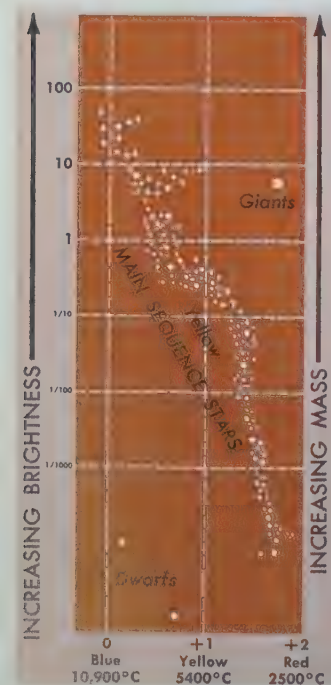 100
10
Giants
1
MAIN SEQUENCE STARS
Yellow
1/10
1/100
1/1000
Dwarfs
INCREASING BRIGHTNESS
INCREASING MASS
0 +1 +2
Blue Yellow Red
10,900°C 5400°C 2500°C